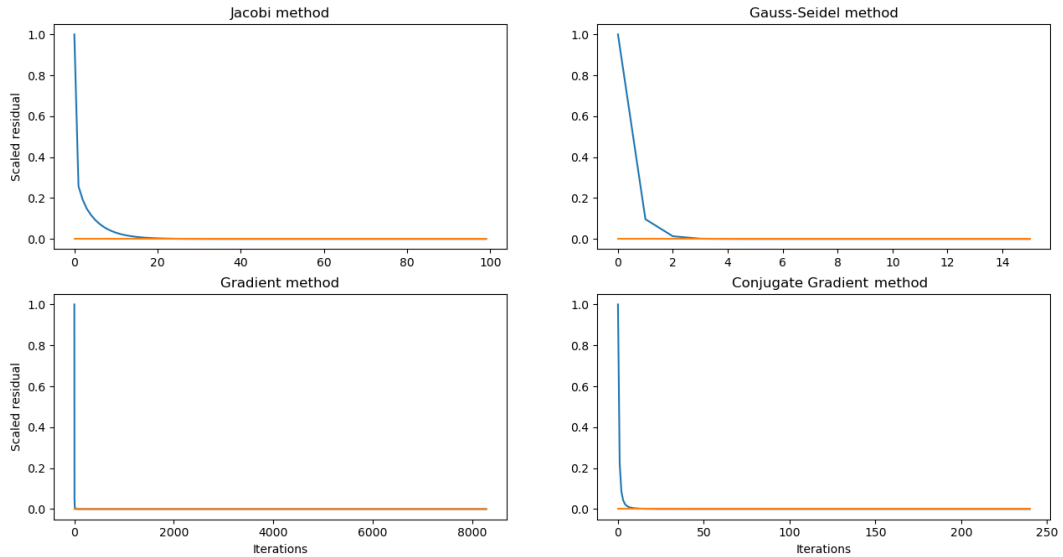 Jacobi method
Gauss-Seidel method
Scaled residual
1.0
0.8
0.6
0.4
0.2
0.0
0 20 40 60 80 100
1.0
0.8
0.6
0.4
0.2
0.0
0 2 4 6 8 10 12 14
Gradient method
Conjugate Gradient method
Scaled residual
1.0
0.8
0.6
0.4
0.2
0.0
0 2000 4000 6000 8000
Iterations
1.0
0.8
0.6
0.4
0.2
0.0
0 50 100 150 200 250
Iterations